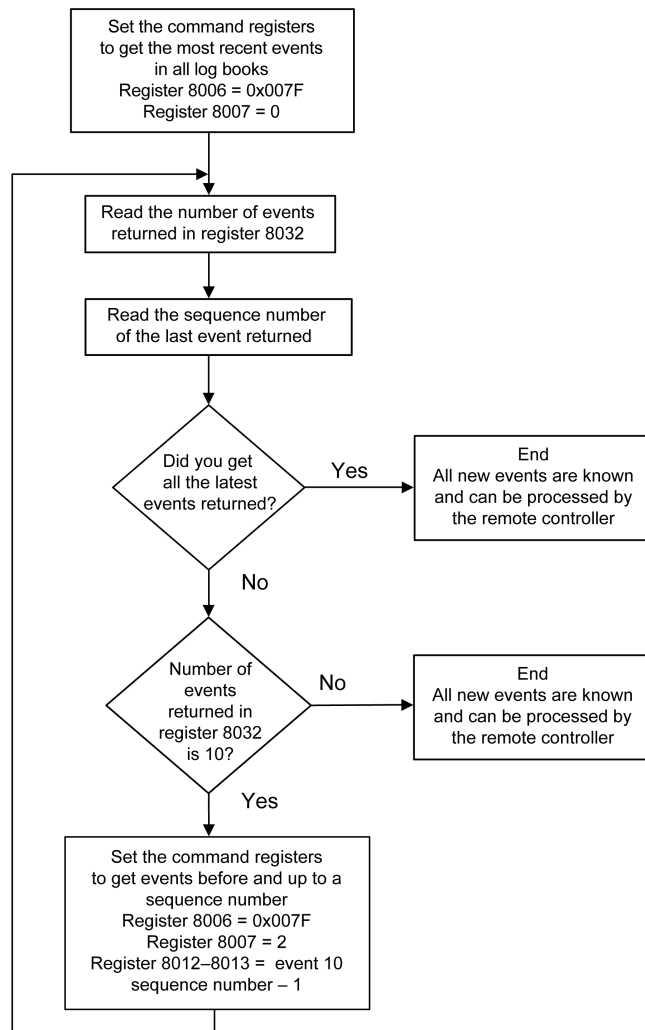 Set the command registers
to get the most recent events
in all log books
Register 8006 = 0x007F
Register 8007 = 0
Read the number of events
returned in register 8032
Read the sequence number
of the last event returned
Did you get
all the latest
events returned?
Yes
End
All new events are known
and can be processed by
the remote controller
No
Number of
events
returned in
register 8032
is 10?
No
End
All new events are known
and can be processed by
the remote controller
Yes
Set the command registers
to get events before and up to a
sequence number
Register 8006 = 0x007F
Register 8007 = 2
Register 8012–8013 = event 10
sequence number – 1